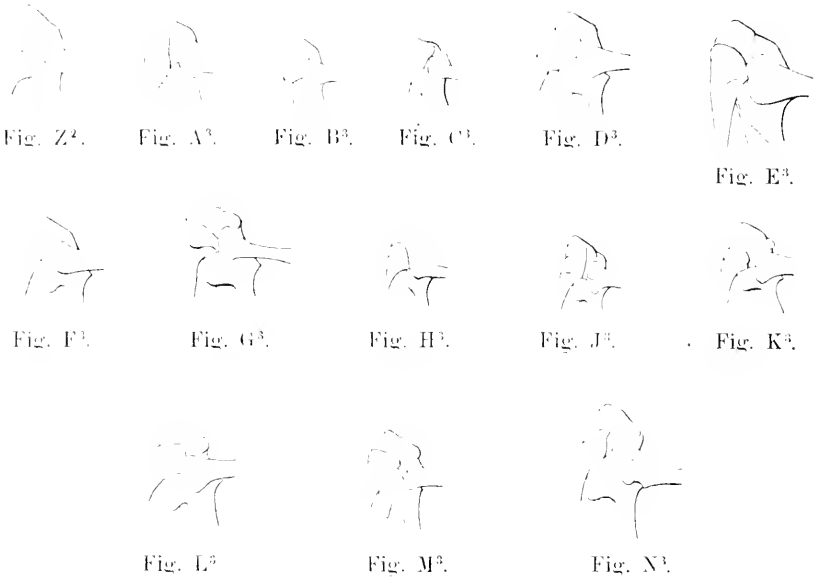 Fig. Z². Fig. A³. Fig. B³. Fig. C³. Fig. D³.
Fig. E³.
Fig. F³. Fig. G³. Fig. H³. Fig. J³. Fig. K³.
Fig. L³ Fig. M³. Fig. N³.